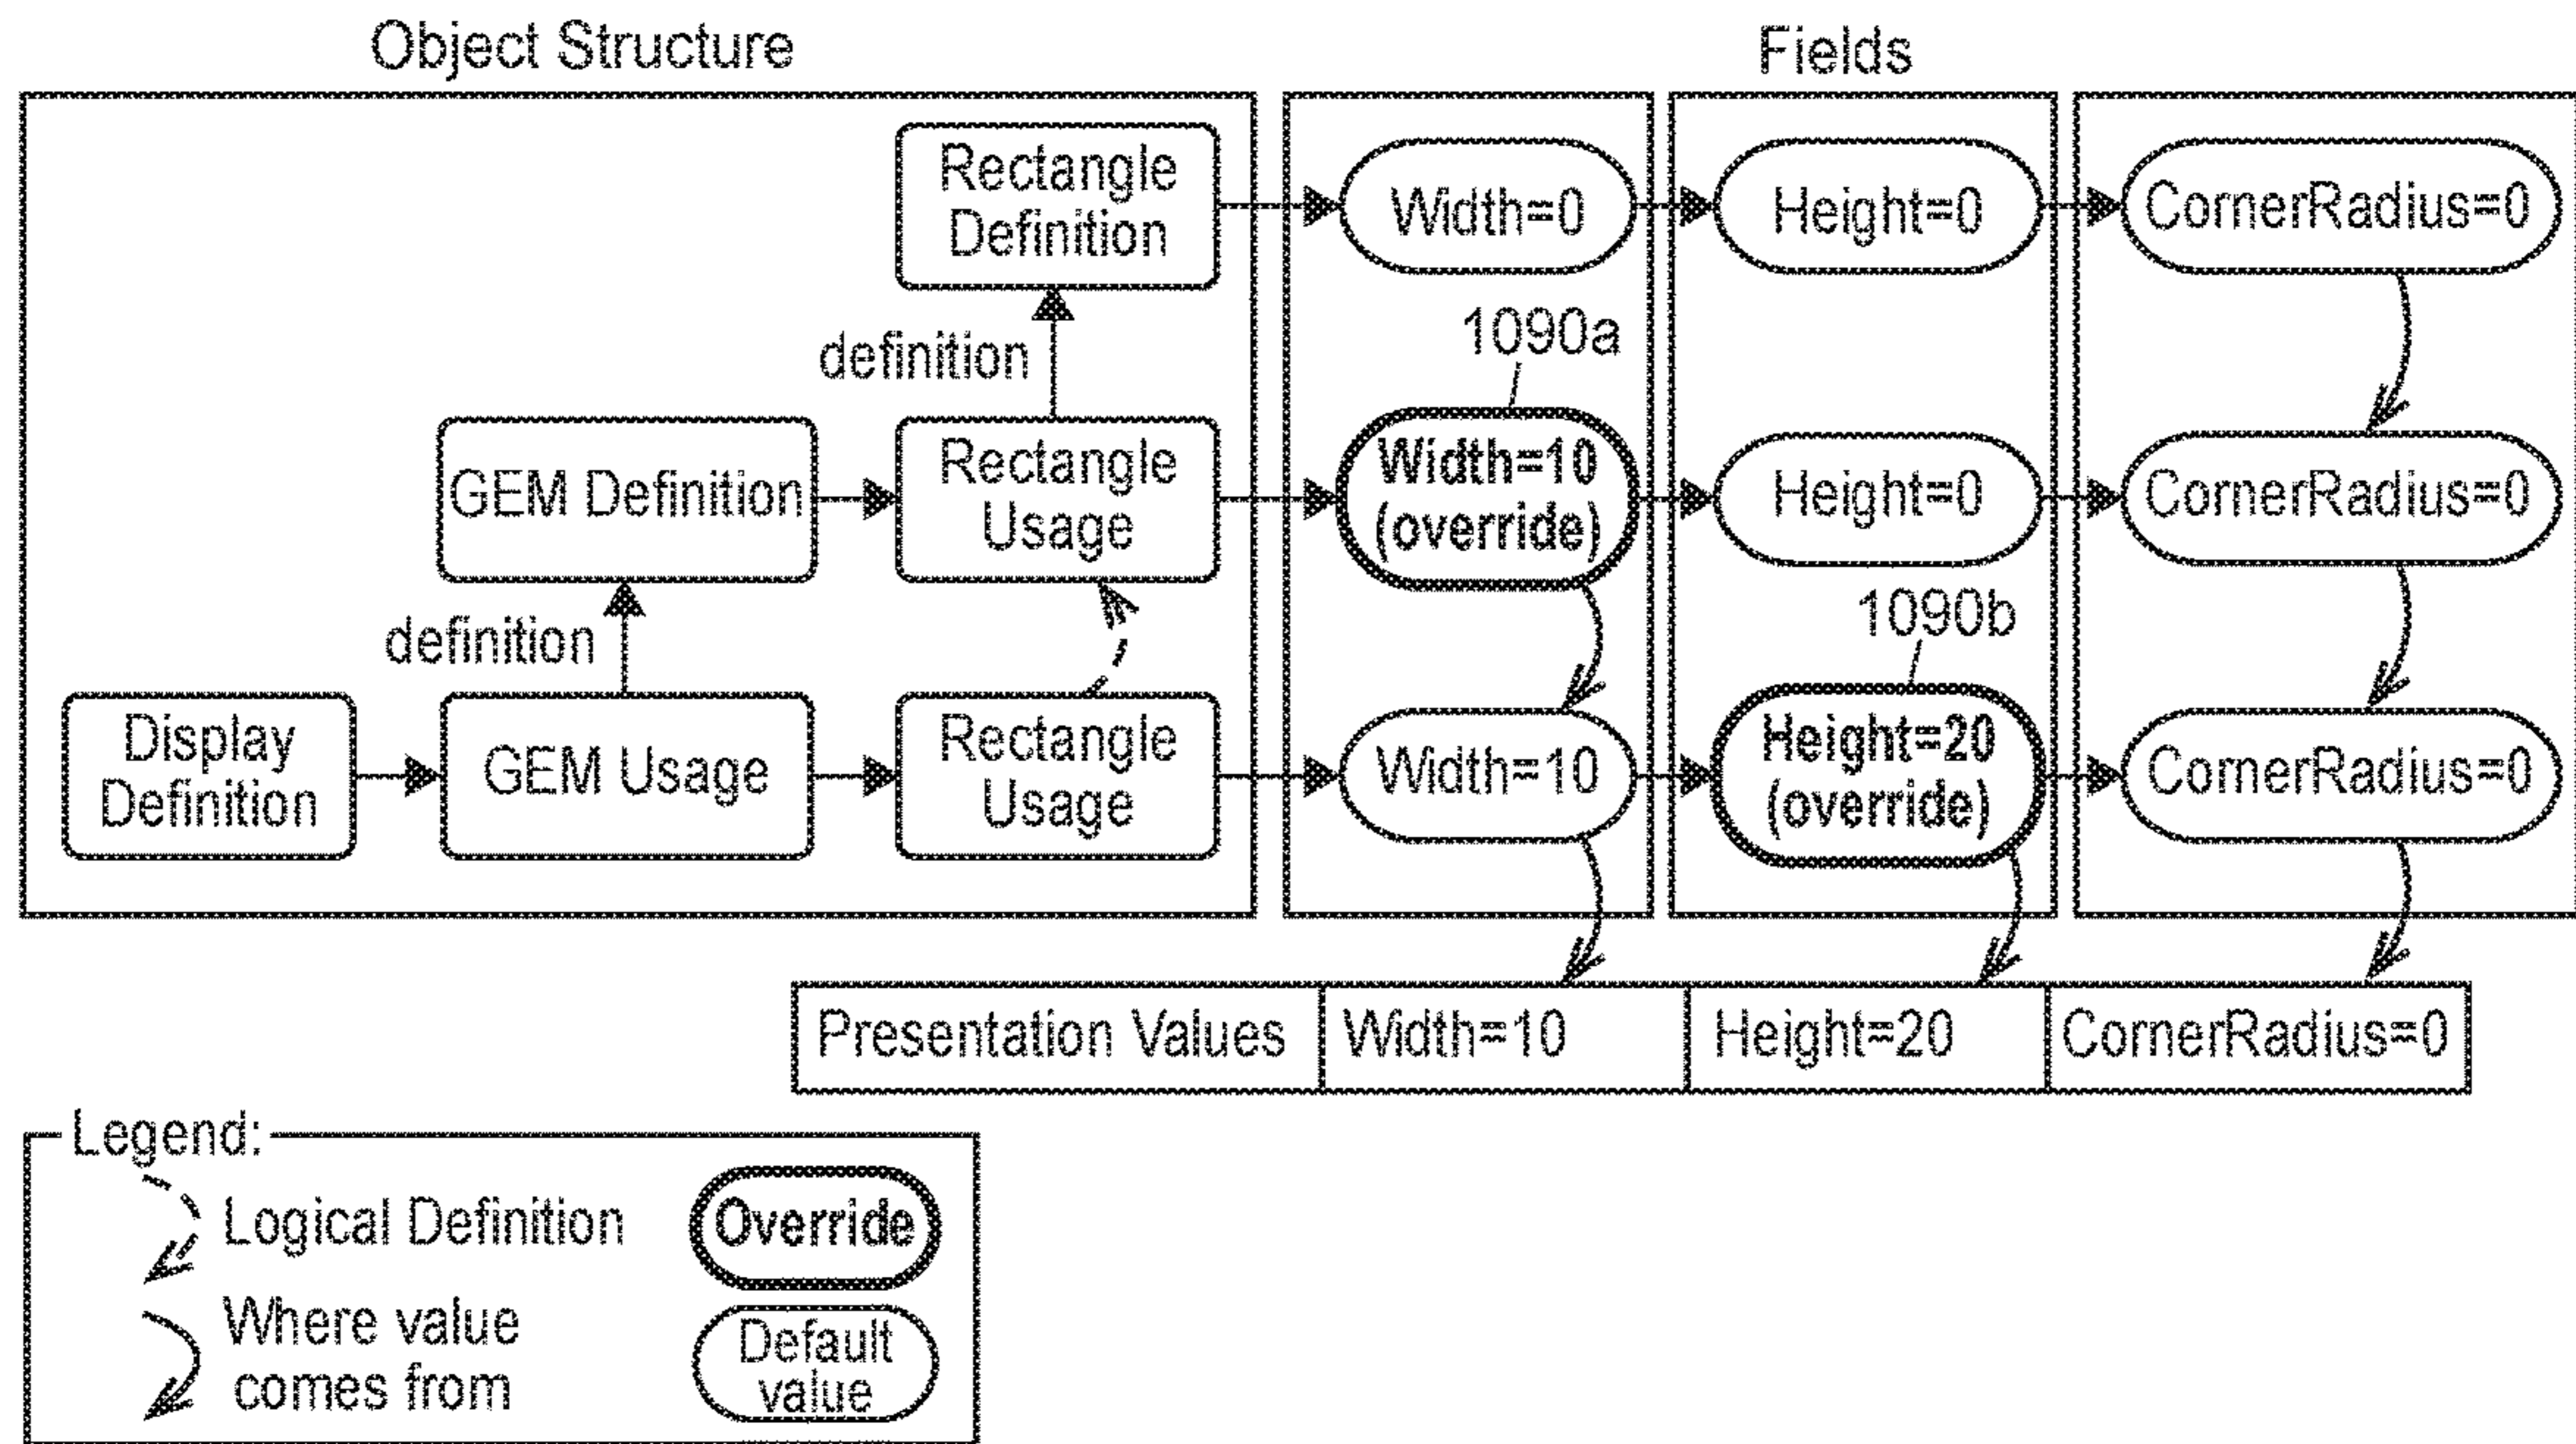 Object Structure
Fields
Rectangle
Definition
Width=0
Height=0
CornerRadius=0
definition
1090a
GEM Definition
Rectangle
Usage
Width=10
(override)
Height=0
CornerRadius=0
definition
1090b
Display
Definition
GEM Usage
Rectangle
Usage
Width=10
Height=20
(override)
CornerRadius=0
Presentation Values
Width=10
Height=20
CornerRadius=0
Legend:
Logical Definition
Override
Where value
comes from
Default
value